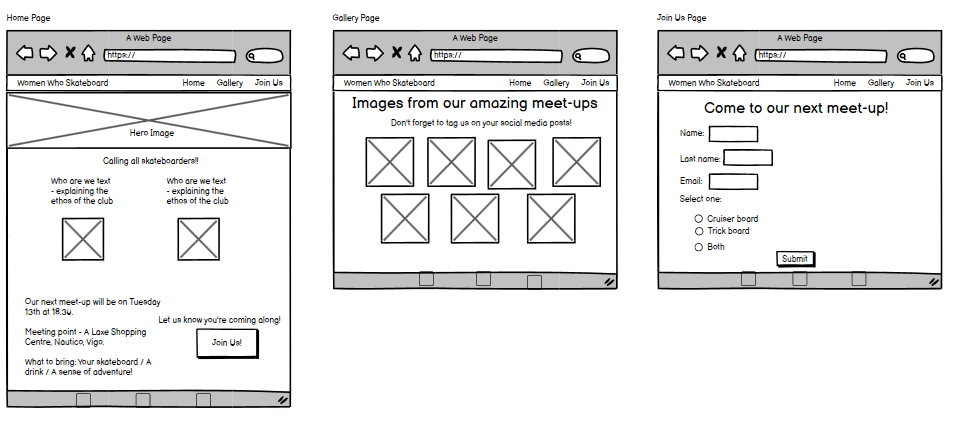 Home Page
A Web Page
https://
Women Who Skateboard
Home Gallery Join Us
Hero Image
Calling all skateboarders!!
Who are we text
- explaining the
ethos of the club
Who are we text
- explaining the
ethos of the club
Our next meet-up will be on Tuesday
13th at 18.30.
Meeting point - A Laxe Shopping
Centre, Nautico, Vigo.
What to bring: Your skateboard / A
drink / A sense of adventure!
Let us know you're coming along!
Join Us!
Gallery Page
A Web Page
https://
Women Who Skateboard
Home Gallery Join Us
Images from our amazing meet-ups
Don't forget to tag us on your social media posts!
Join Us Page
A Web Page
https://
Women Who Skateboard
Home Gallery Join Us
Come to our next meet-up!
Name:
Last name:
Email:
Select one:
Cruiser board
Trick board
Both
Submit